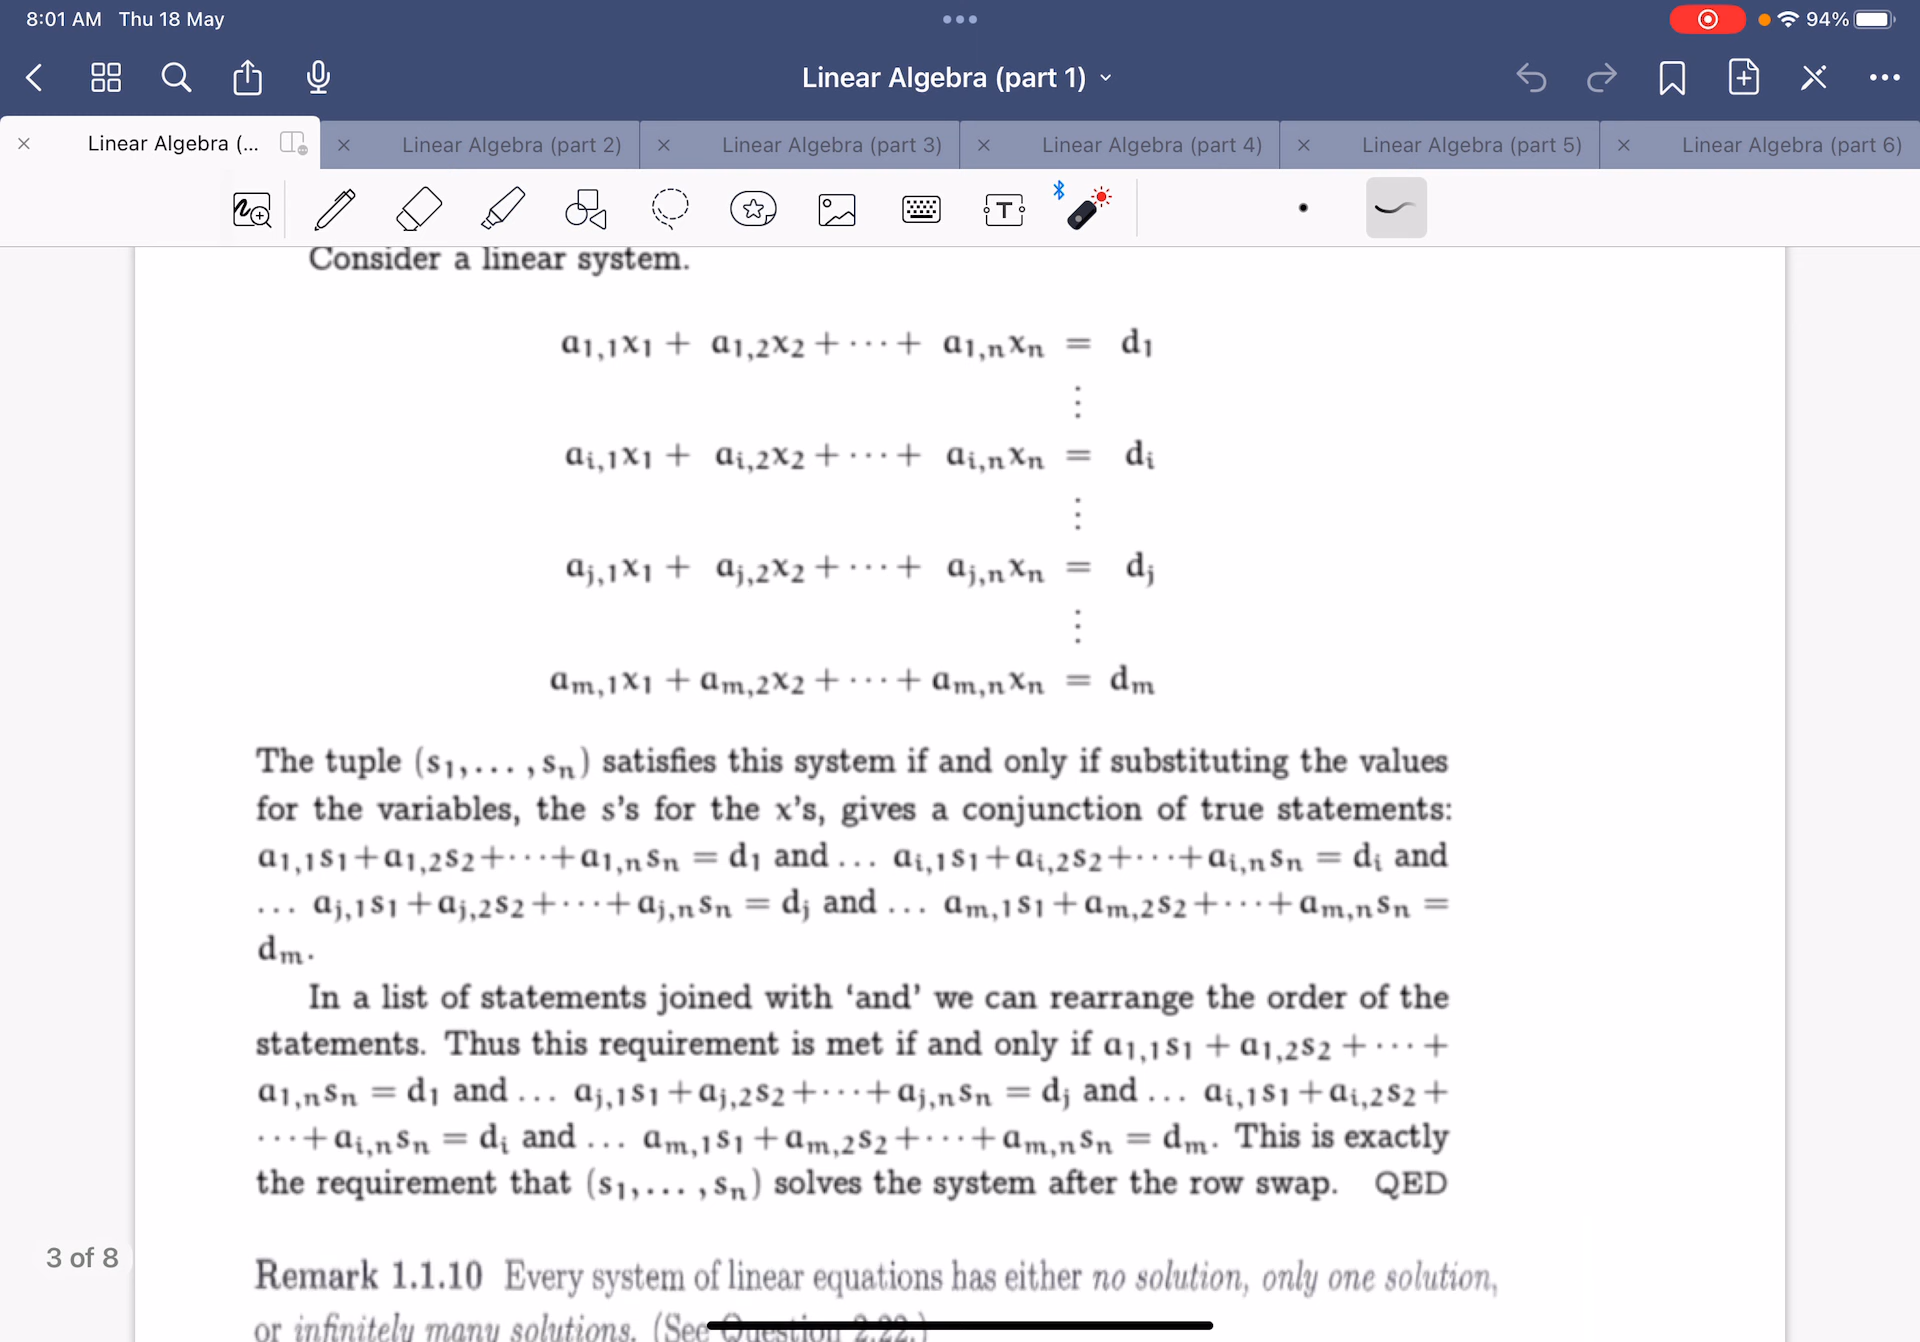 8:01 AM Thu 18 May
94%
Linear Algebra (part 1)
Linear Algebra (...
Linear Algebra (part 2)
Linear Algebra (part 3)
Linear Algebra (part 4)
Linear Algebra (part 5)
Linear Algebra (part 6)
Consider a linear system.
a₁,₁x₁ + a₁,₂x₂ + ··· + a₁,ₙxₙ = d₁
⋮
aᵢ,₁x₁ + aᵢ,₂x₂ + ··· + aᵢ,ₙxₙ = dᵢ
⋮
aⱼ,₁x₁ + aⱼ,₂x₂ + ··· + aⱼ,ₙxₙ = dⱼ
⋮
aₘ,₁x₁ + aₘ,₂x₂ + ··· + aₘ,ₙxₙ = dₘ
The tuple (s₁,... ,sₙ) satisfies this system if and only if substituting the values
for the variables, the s's for the x's, gives a conjunction of true statements:
a₁,₁s₁+a₁,₂s₂+···+a₁,ₙsₙ = d₁ and ... aᵢ,₁s₁+aᵢ,₂s₂+···+aᵢ,ₙsₙ = dᵢ and
... aⱼ,₁s₁+aⱼ,₂s₂+···+aⱼ,ₙsₙ = dⱼ and ... aₘ,₁s₁+aₘ,₂s₂+···+aₘ,ₙsₙ =
dₘ.
In a list of statements joined with ‘and’ we can rearrange the order of the
statements. Thus this requirement is met if and only if a₁,₁s₁ + a₁,₂s₂ + ··· +
a₁,ₙsₙ = d₁ and ... aⱼ,₁s₁+aⱼ,₂s₂+···+aⱼ,ₙsₙ = dⱼ and ... aᵢ,₁s₁+aᵢ,₂s₂+
···+aᵢ,ₙsₙ = dᵢ and ... aₘ,₁s₁+aₘ,₂s₂+···+aₘ,ₙsₙ = dₘ. This is exactly
the requirement that (s₁,... ,sₙ) solves the system after the row swap. QED
3 of 8
Remark 1.1.10 Every system of linear equations has either no solution, only one solution,
or infinitely many solutions. (See Question 2.22.)